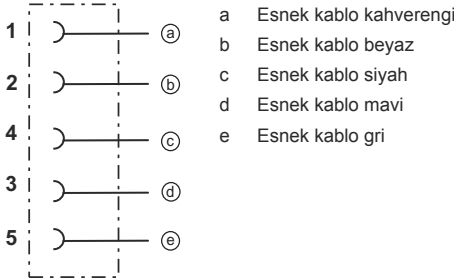 1 a a Esnek kablo kahverengi
2 b b Esnek kablo beyaz
4 c c Esnek kablo siyah
3 d d Esnek kablo mavi
5 e e Esnek kablo gri